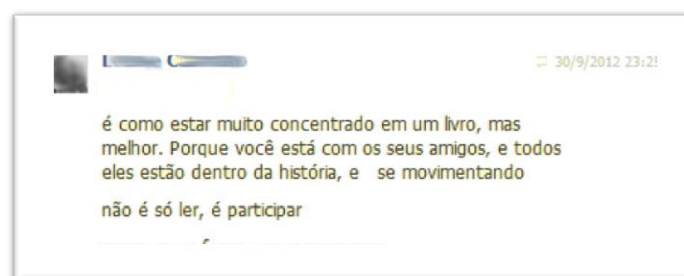 30/9/2012 23:2
é como estar muito concentrado em um livro, mas
melhor. Porque você está com os seus amigos, e todos
eles estão dentro da história, e se movimentando
não é só ler, é participar